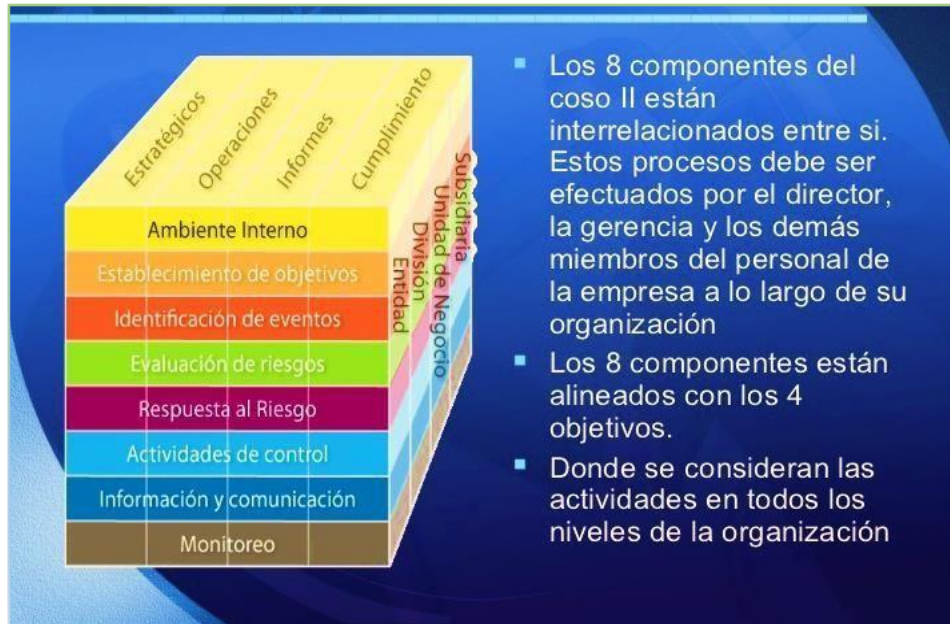 Estratégicos
Operaciones
Informes
Cumplimiento
Ambiente Interno
Establecimiento de objetivos
Identificación de eventos
Evaluación de riesgos
Respuesta al Riesgo
Actividades de control
Información y comunicación
Monitoreo
Entidad
División
Unidad de Negocio
Subsidiaria
Los 8 componentes del
coso II están
interrelacionados entre si.
Estos procesos debe ser
efectuados por el director,
la gerencia y los demás
miembros del personal de
la empresa a lo largo de su
organización
Los 8 componentes están
alineados con los 4
objetivos.
Donde se consideran las
actividades en todos los
niveles de la organización